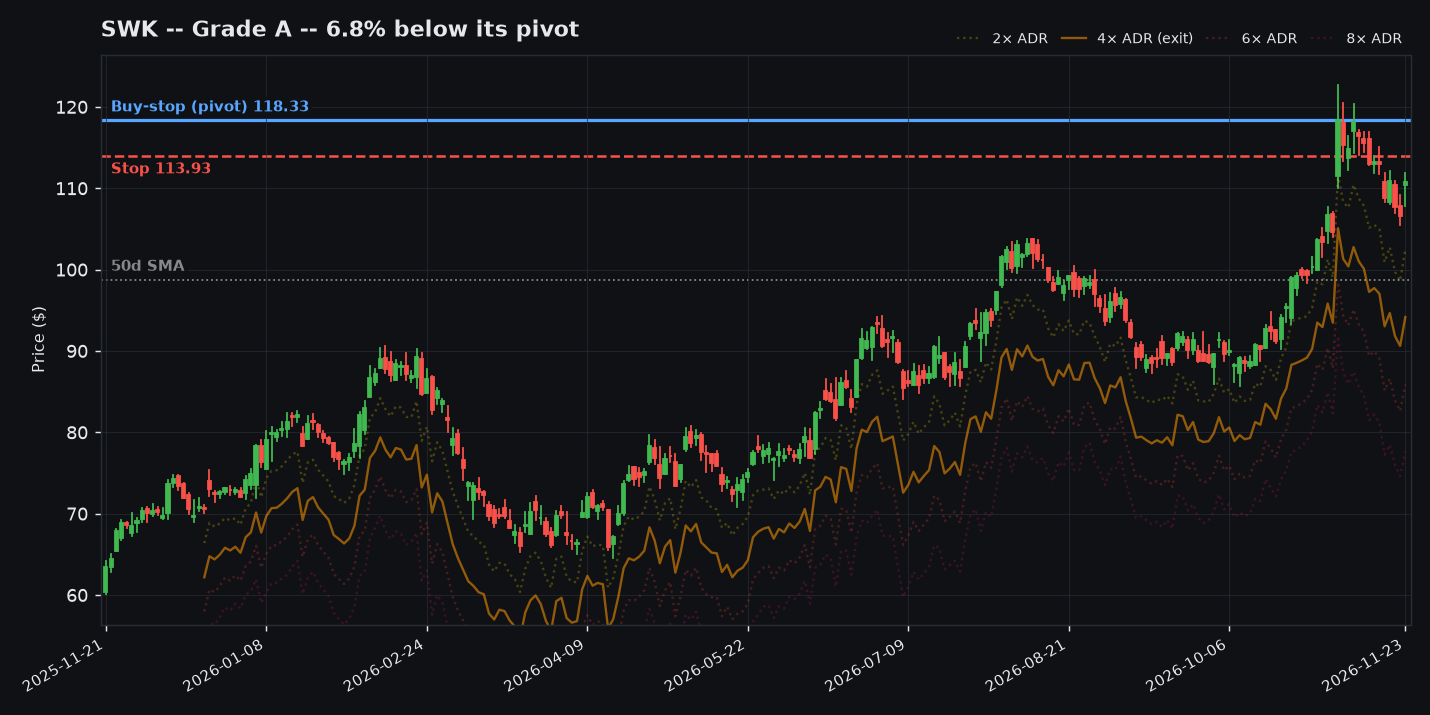 SWK -- Grade A -- 6.8% below its pivot
2× ADR
4× ADR (exit)
6× ADR
8× ADR
Buy-stop (pivot) 118.33
Stop 113.93
50d SMA
Price ($)
120
110
100
90
80
70
60
2025-11-21
2026-01-08
2026-02-24
2026-04-09
2026-05-22
2026-07-09
2026-08-21
2026-10-06
2026-11-23